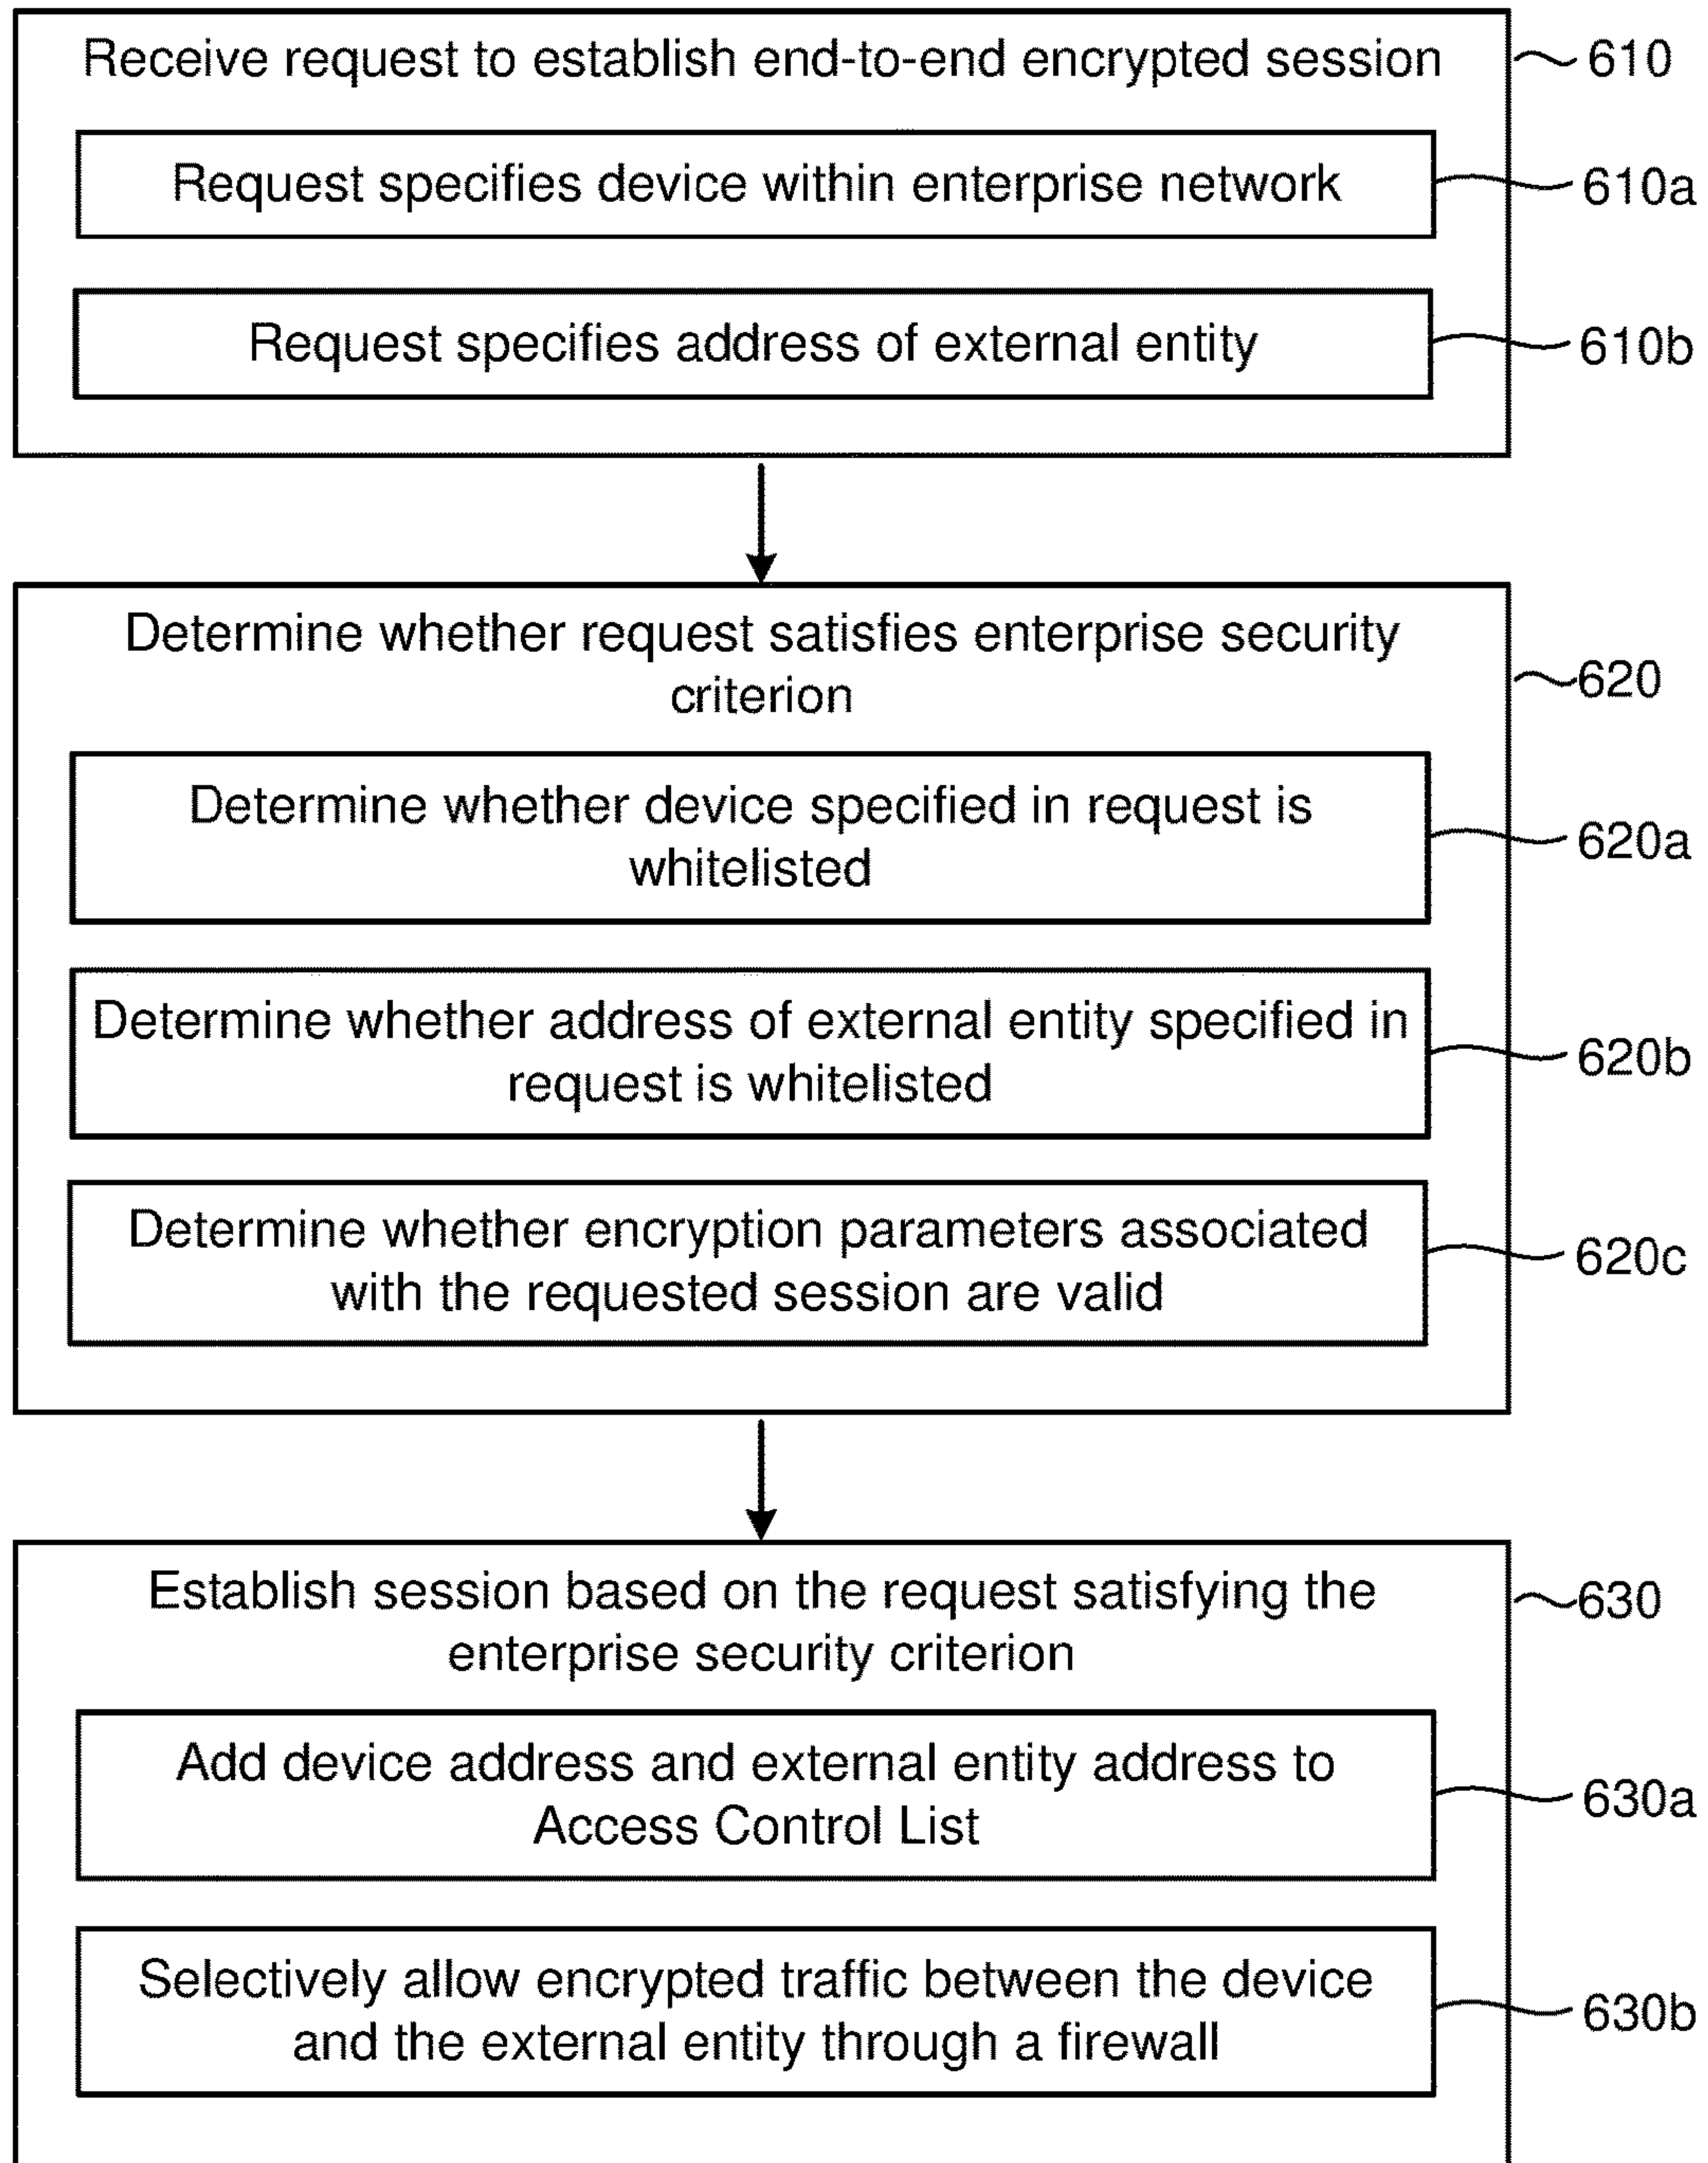 Receive request to establish end-to-end encrypted session
610
Request specifies device within enterprise network
610a
Request specifies address of external entity
610b
Determine whether request satisfies enterprise security
criterion
620
Determine whether device specified in request is
whitelisted
620a
Determine whether address of external entity specified in
request is whitelisted
620b
Determine whether encryption parameters associated
with the requested session are valid
620c
Establish session based on the request satisfying the
enterprise security criterion
630
Add device address and external entity address to
Access Control List
630a
Selectively allow encrypted traffic between the device
and the external entity through a firewall
630b